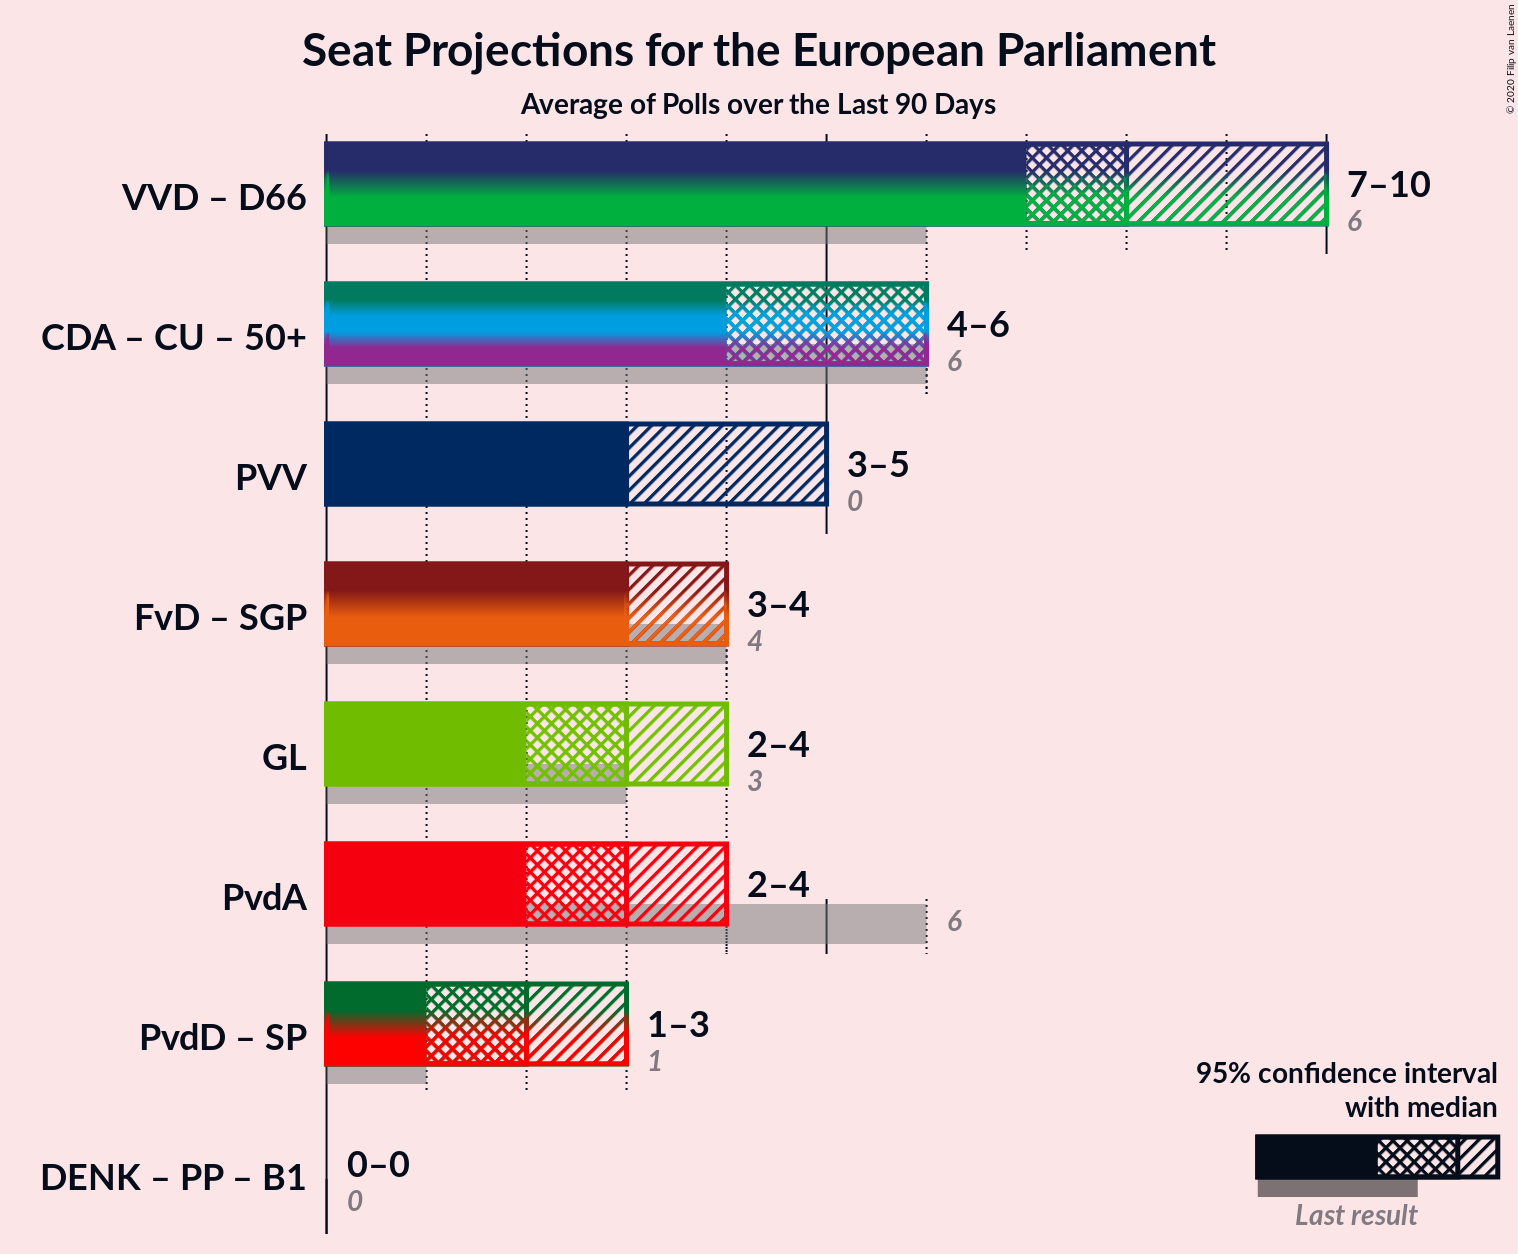 Seat Projections for the European Parliament
Average of Polls over the Last 90 Days
© 2020 Filip van Laenen
VVD – D66
7–10
6
CDA – CU – 50+
4–6
6
PVV
3–5
0
FvD – SGP
3–4
4
GL
2–4
3
PvdA
2–4
6
PvdD – SP
1–3
1
DENK – PP – B1
0–0
0
95% confidence interval
with median
Last result